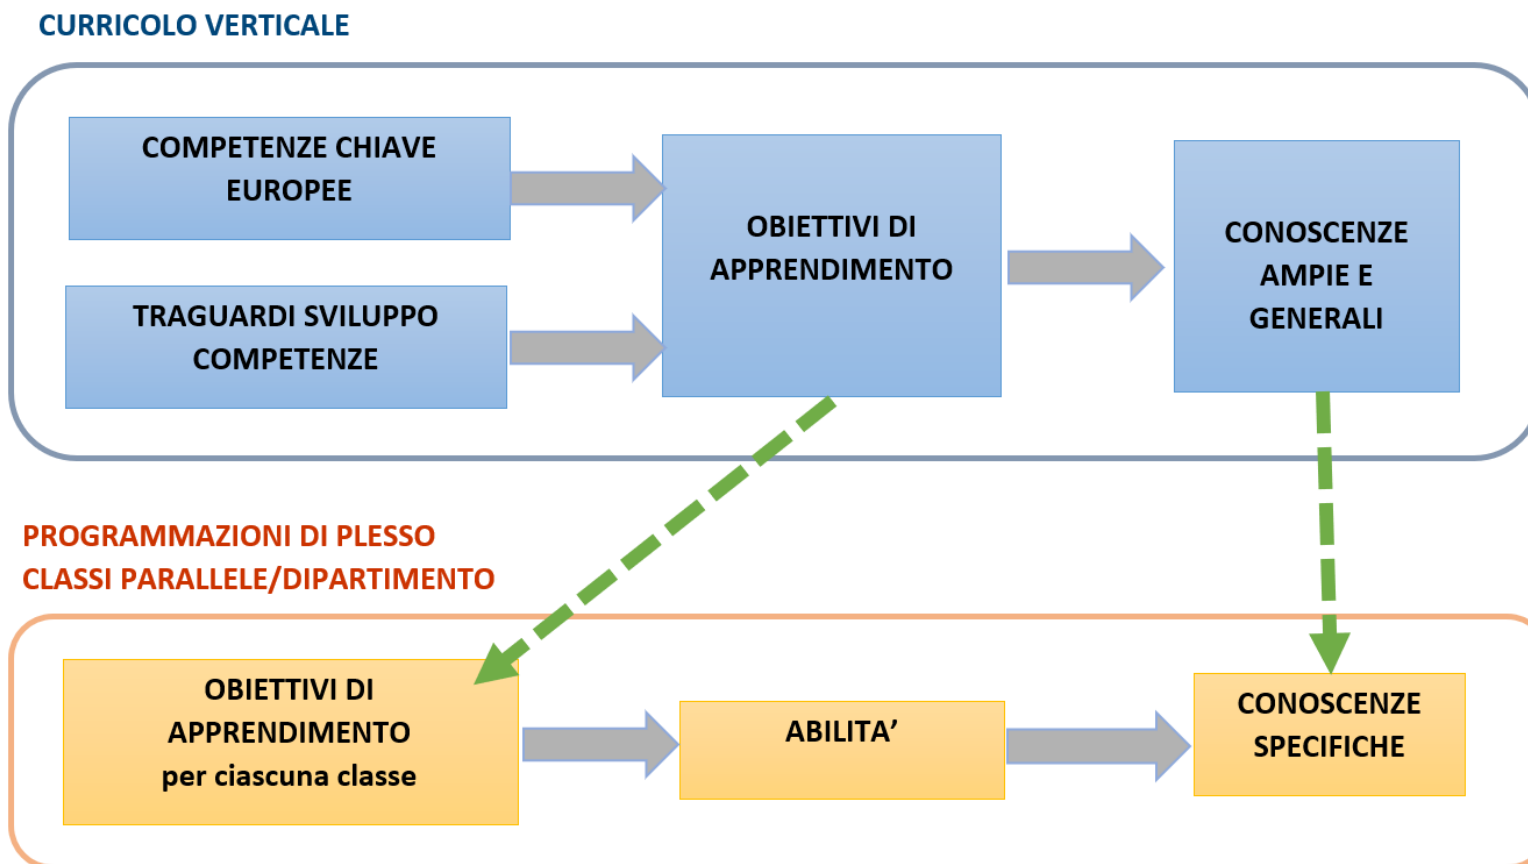 CURRICOLO VERTICALE
COMPETENZE CHIAVE
EUROPEE
TRAGUARDI SVILUPPO
COMPETENZE
OBIETTIVI DI
APPRENDIMENTO
CONOSCENZE
AMPIE E
GENERALI
PROGRAMMAZIONI DI PLESSO
CLASSI PARALLELE/DIPARTIMENTO
OBIETTIVI DI
APPRENDIMENTO
per ciascuna classe
ABILITA’
CONOSCENZE
SPECIFICHE